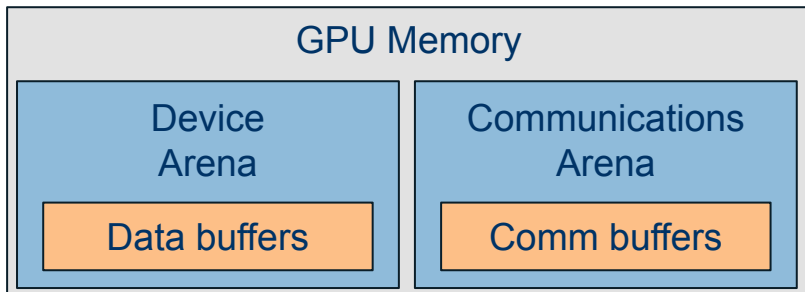 GPU Memory
Device
Arena
Data buffers
Communications
Arena
Comm buffers